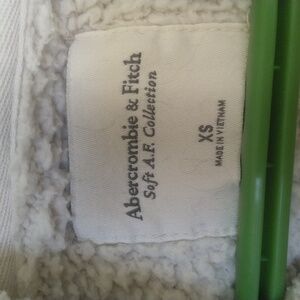 Abercrombie & Fitch
Soft A.F. Collection
XS
MADE IN VIETNAM